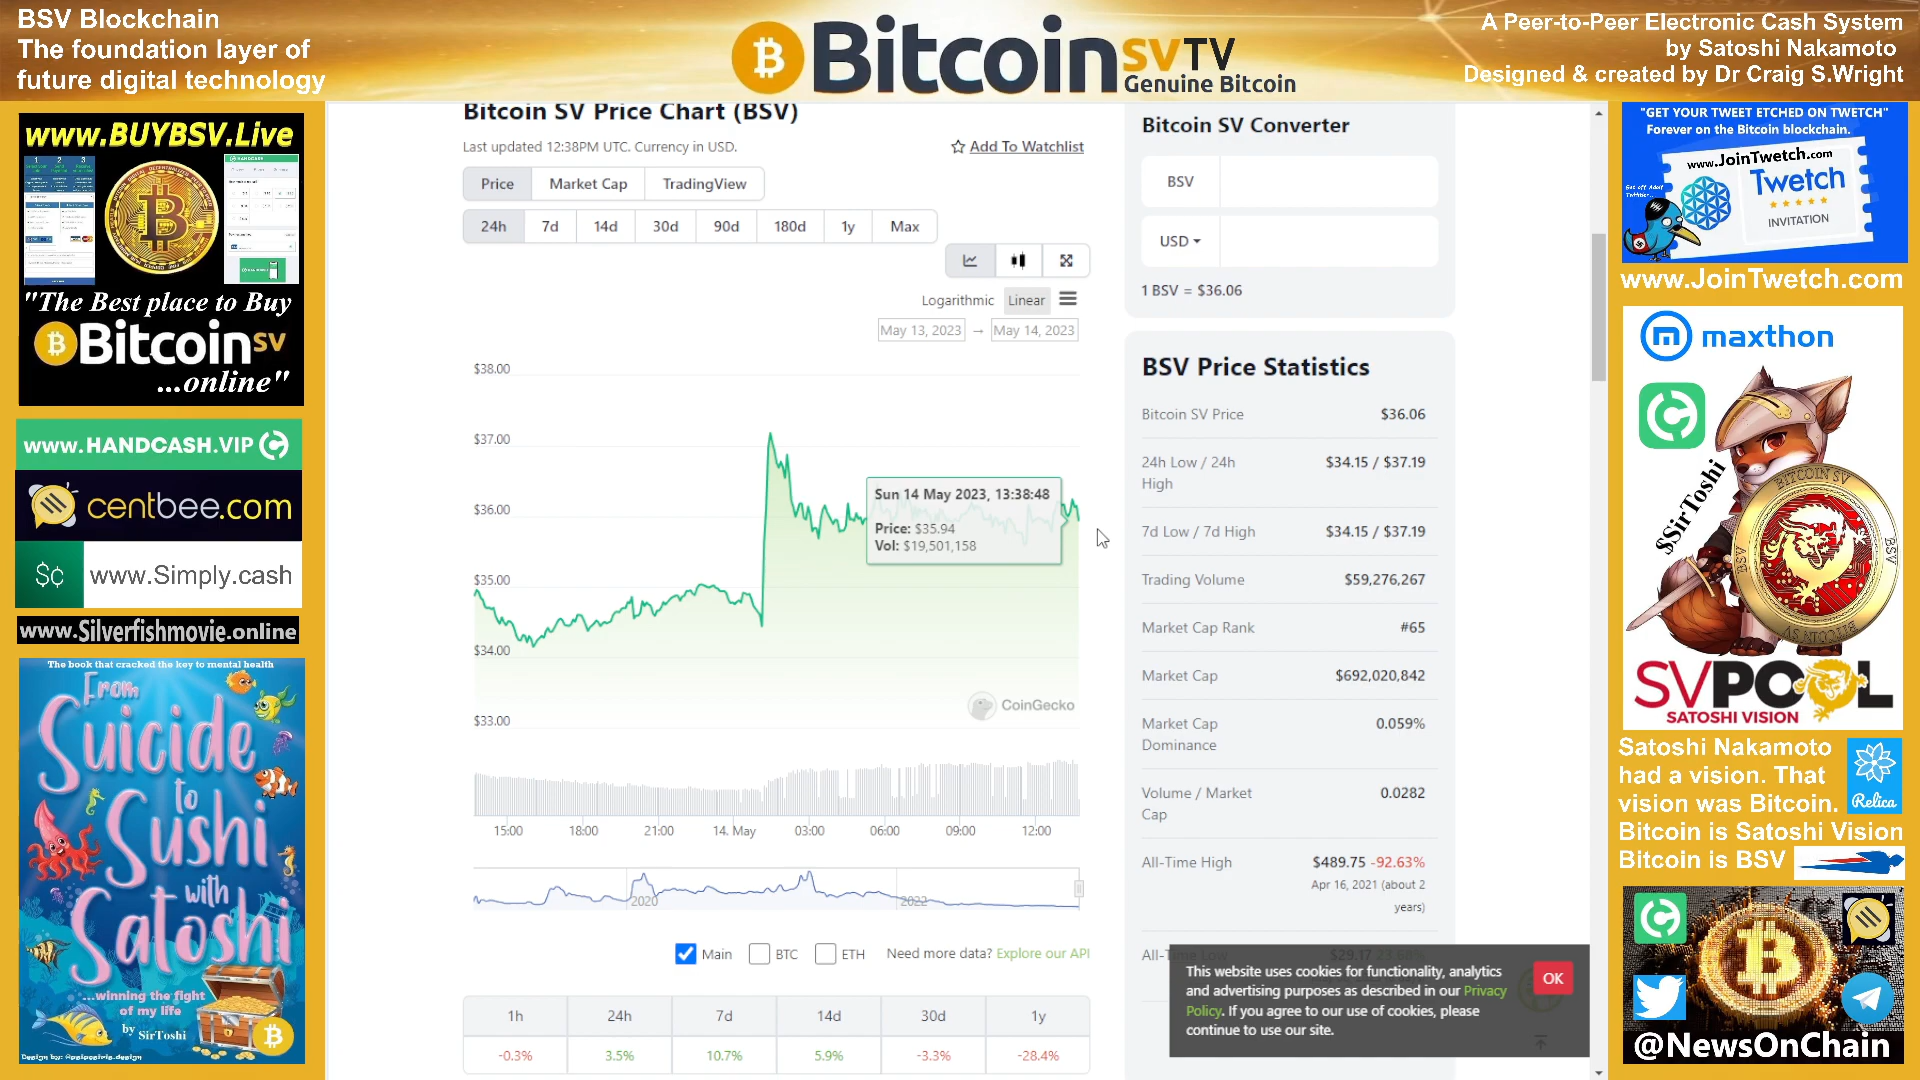 BSV Blockchain
The foundation layer of
future digital technology
BitcoinSVTV
Genuine Bitcoin
A Peer-to-Peer Electronic Cash System
by Satoshi Nakamoto
Designed & created by Dr Craig S.Wright
www.BUYBSV.Live
1 2 3
"The Best place to Buy
BitcoinSV
...online"
www.HANDCASH.VIP
centbee.com
$¢ www.Simply.cash
www.Silverfishmovie.online
The book that cracked the key to mental health
From
Suicide
to
Sushi
with
Satoshi
...winning the fight
of my life
by SirToshi
Bitcoin SV Price Chart (BSV)
Last updated 12:38PM UTC. Currency in USD.
Add To Watchlist
Price Market Cap TradingView
24h 7d 14d 30d 90d 180d 1y Max
Logarithmic Linear
May 13, 2023 → May 14, 2023
$38.00
$37.00
$36.00
$35.00
$34.00
$33.00
Sun 14 May 2023, 13:38:48
Price: $35.94
Vol: $19,501,158
CoinGecko
15:00 18:00 21:00 14. May 03:00 06:00 09:00 12:00
2020 2022
Main BTC ETH Need more data? Explore our API
1h 24h 7d 14d 30d 1y
-0.3% 3.5% 10.7% 5.9% -3.3% -28.4%
Bitcoin SV Converter
BSV
USD
1 BSV = $36.06
BSV Price Statistics
Bitcoin SV Price $36.06
24h Low / 24h High $34.15 / $37.19
7d Low / 7d High $34.15 / $37.19
Trading Volume $59,276,267
Market Cap Rank #65
Market Cap $692,020,842
Market Cap Dominance 0.059%
Volume / Market Cap 0.0282
All-Time High $489.75 -92.63%
Apr 16, 2021 (about 2 years)
All-Time Low $29.17 23.68%
This website uses cookies for functionality, analytics
and advertising purposes as described in our Privacy
Policy. If you agree to our use of cookies, please
continue to use our site.
OK
"GET YOUR TWEET ETCHED ON TWETCH"
Forever on the Bitcoin blockchain.
www.JoinTwetch.com
Twetch
INVITATION
www.JoinTwetch.com
maxthon
$SirToshi
BITCOIN SV
BSV
BSV
SVPOOL
SATOSHI VISION
Satoshi Nakamoto
had a vision. That
vision was Bitcoin.
Relica
Bitcoin is Satoshi Vision
Bitcoin is BSV
@NewsOnChain